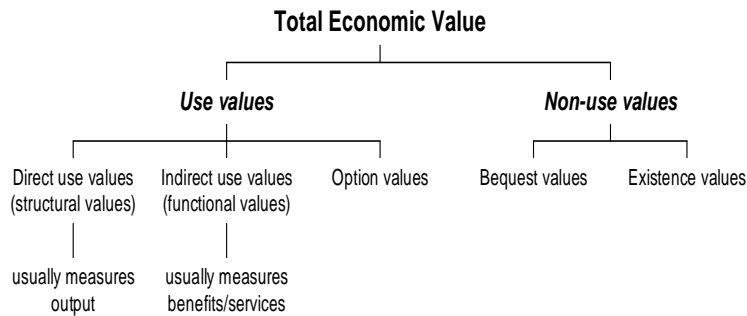 Total Economic Value
Use values
Non-use values
Direct use values
(structural values)
Indirect use values
(functional values)
Option values
Bequest values
Existence values
usually measures
output
usually measures
benefits/services